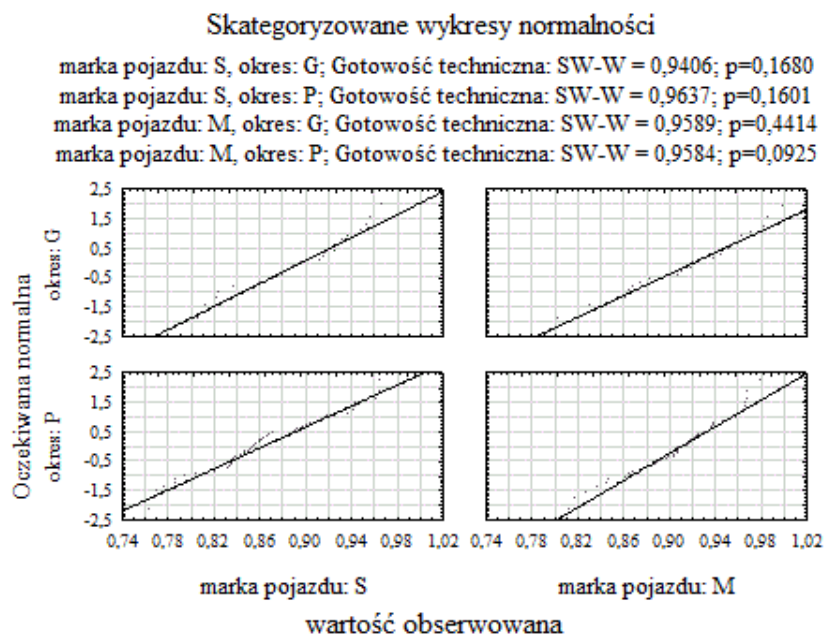 Skategoryzowane wykresy normalności
marka pojazdu: S, okres: G; Gotowość techniczna: SW-W = 0,9406; p=0,1680
marka pojazdu: S, okres: P; Gotowość techniczna: SW-W = 0,9637; p=0,1601
marka pojazdu: M, okres: G; Gotowość techniczna: SW-W = 0,9589; p=0,4414
marka pojazdu: M, okres: P; Gotowość techniczna: SW-W = 0,9584; p=0,0925
Oczekiwana normalna
okres: G
2,5
1,5
0,5
-0,5
-1,5
-2,5
okres: P
2,5
1,5
0,5
-0,5
-1,5
-2,5
0,74 0,78 0,82 0,86 0,90 0,94 0,98 1,02 0,74 0,78 0,82 0,86 0,90 0,94 0,98 1,02
marka pojazdu: S marka pojazdu: M
wartość obserwowana